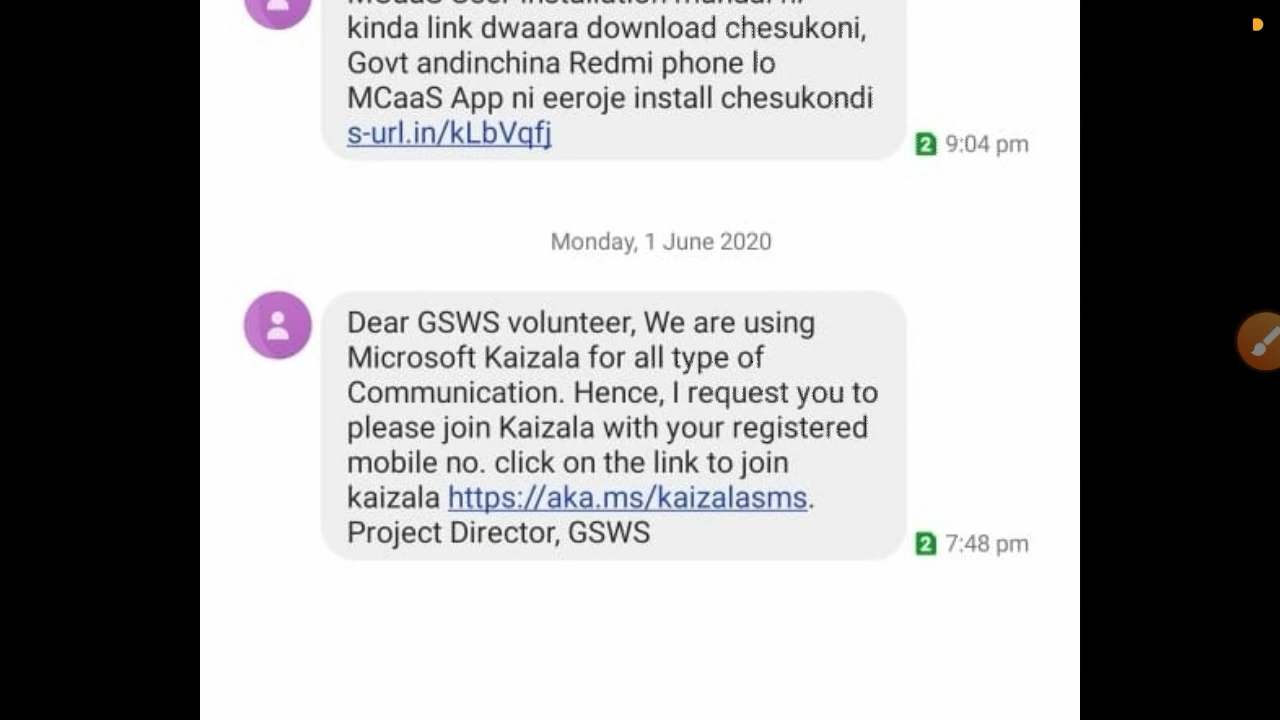 kinda link dwaara download chesukoni,
Govt andinchina Redmi phone lo
MCaaS App ni eeroje install chesukondi
s-url.in/kLbVqfj
2 9:04 pm
Monday, 1 June 2020
Dear GSWS volunteer, We are using
Microsoft Kaizala for all type of
Communication. Hence, I request you to
please join Kaizala with your registered
mobile no. click on the link to join
kaizala https://aka.ms/kaizalasms.
Project Director, GSWS
2 7:48 pm